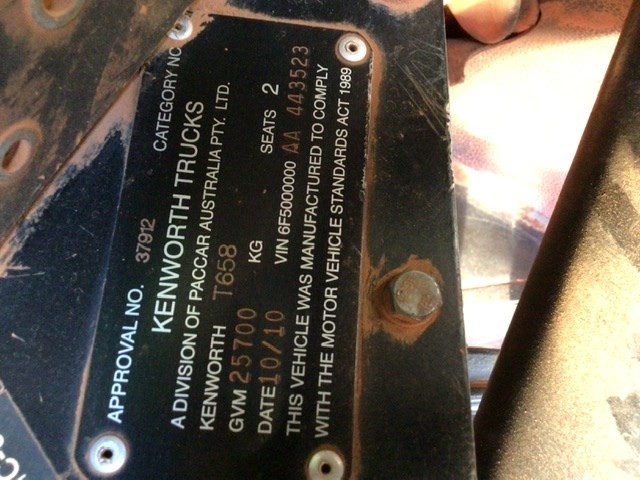 APPROVAL NO. 37912 CATEGORY NC
KENWORTH TRUCKS
A DIVISION OF PACCAR AUSTRALIA PTY. LTD.
KENWORTH T658
GVM 25700 KG SEATS 2
DATE 10/10 VIN 6F5000000 AA 443523
THIS VEHICLE WAS MANUFACTURED TO COMPLY
WITH THE MOTOR VEHICLE STANDARDS ACT 1989